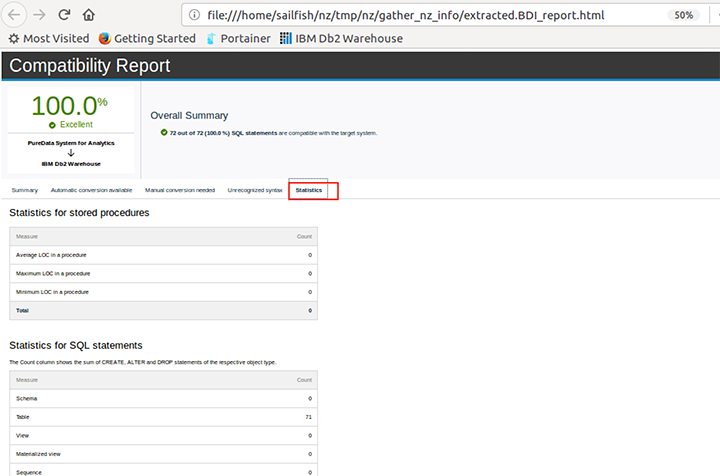 file:///home/sailfish/nz/tmp/nz/gather_nz_info/extracted.BDI_report.html 50%
Most Visited Getting Started Portainer IBM Db2 Warehouse
Compatibility Report
100.0%
Excellent
PureData System for Analytics
IBM Db2 Warehouse
Overall Summary
72 out of 72 (100.0 %) SQL statements are compatible with the target system.
Summary Automatic conversion available Manual conversion needed Unrecognized syntax Statistics
Statistics for stored procedures
Measure Count
Average LOC in a procedure 0
Maximum LOC in a procedure 0
Minimum LOC in a procedure 0
Total 0
Statistics for SQL statements
The Count column shows the sum of CREATE, ALTER and DROP statements of the respective object type.
Measure Count
Schema 0
Table 71
View 0
Materialized view 0
Sequence 0